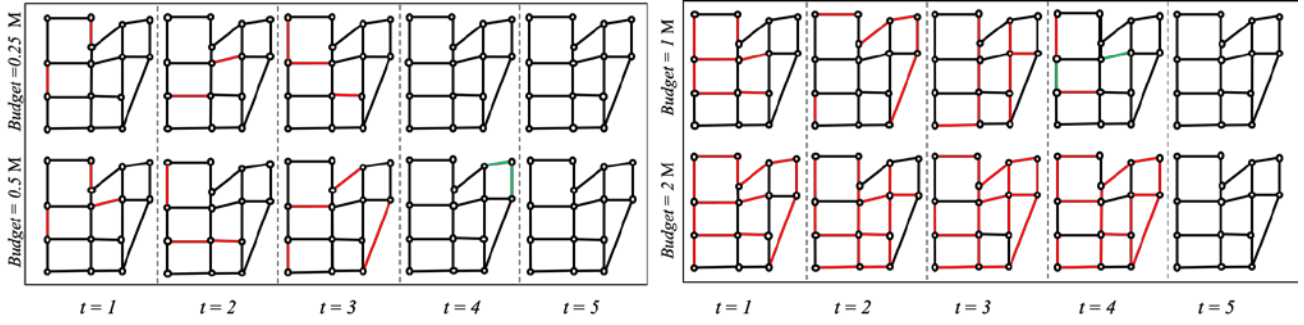 Budget =0.25 M
Budget = 0.5 M
t = 1 t = 2 t = 3 t = 4 t = 5
Budget = 1 M
Budget = 2 M
t = 1 t = 2 t = 3 t = 4 t = 5